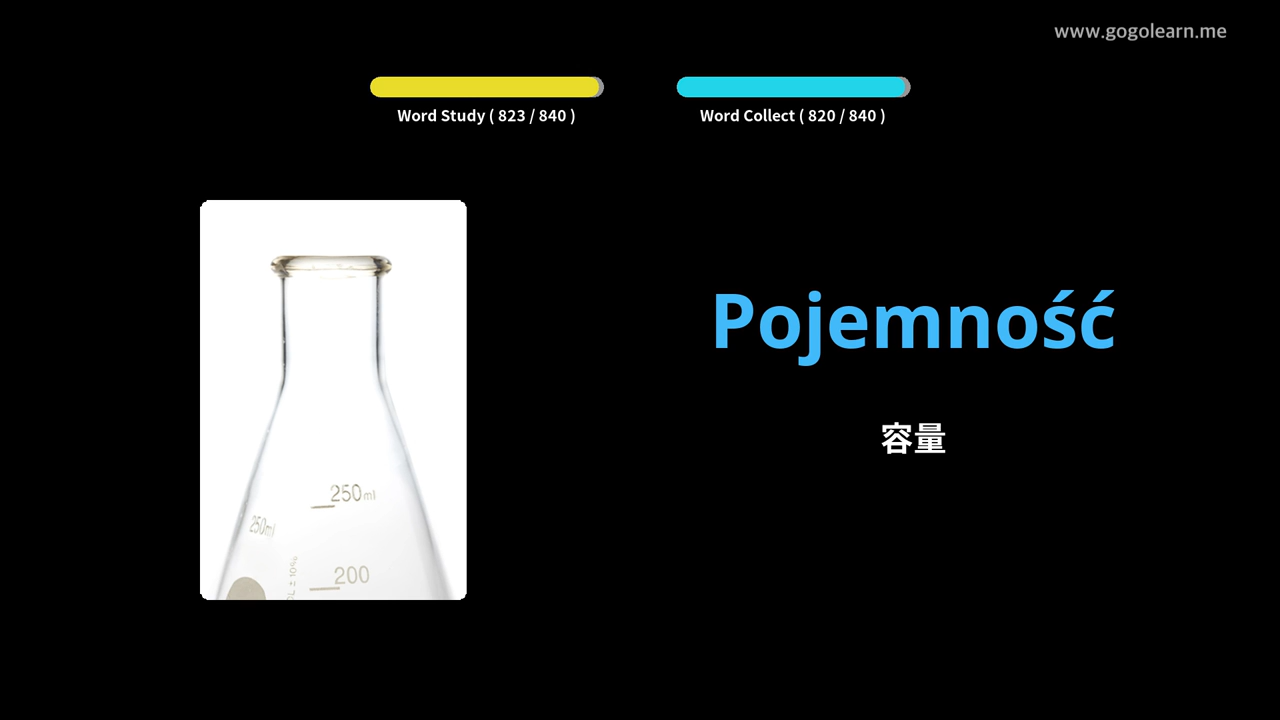 www.gogolearn.me
Word Study ( 823 / 840 )
Word Collect ( 820 / 840 )
Pojemność
容量
250ml
250ml
200